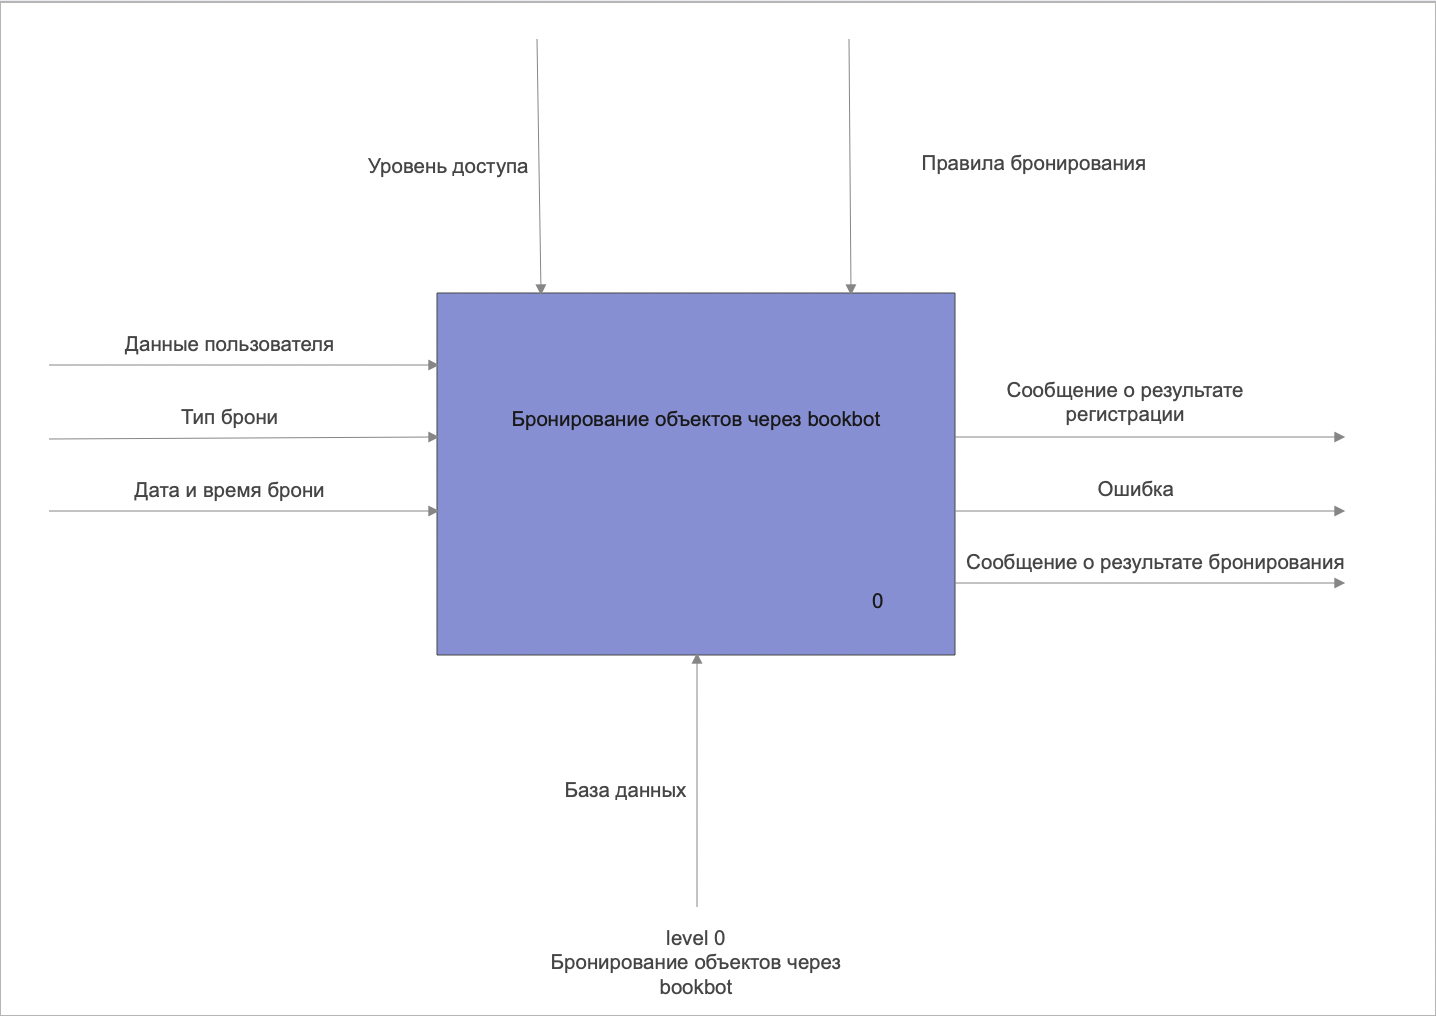 Уровень доступа
Правила бронирования
Данные пользователя
Тип брони
Дата и время брони
Бронирование объектов через bookbot
0
Сообщение о результате
регистрации
Ошибка
Сообщение о результате бронирования
База данных
level 0
Бронирование объектов через
bookbot